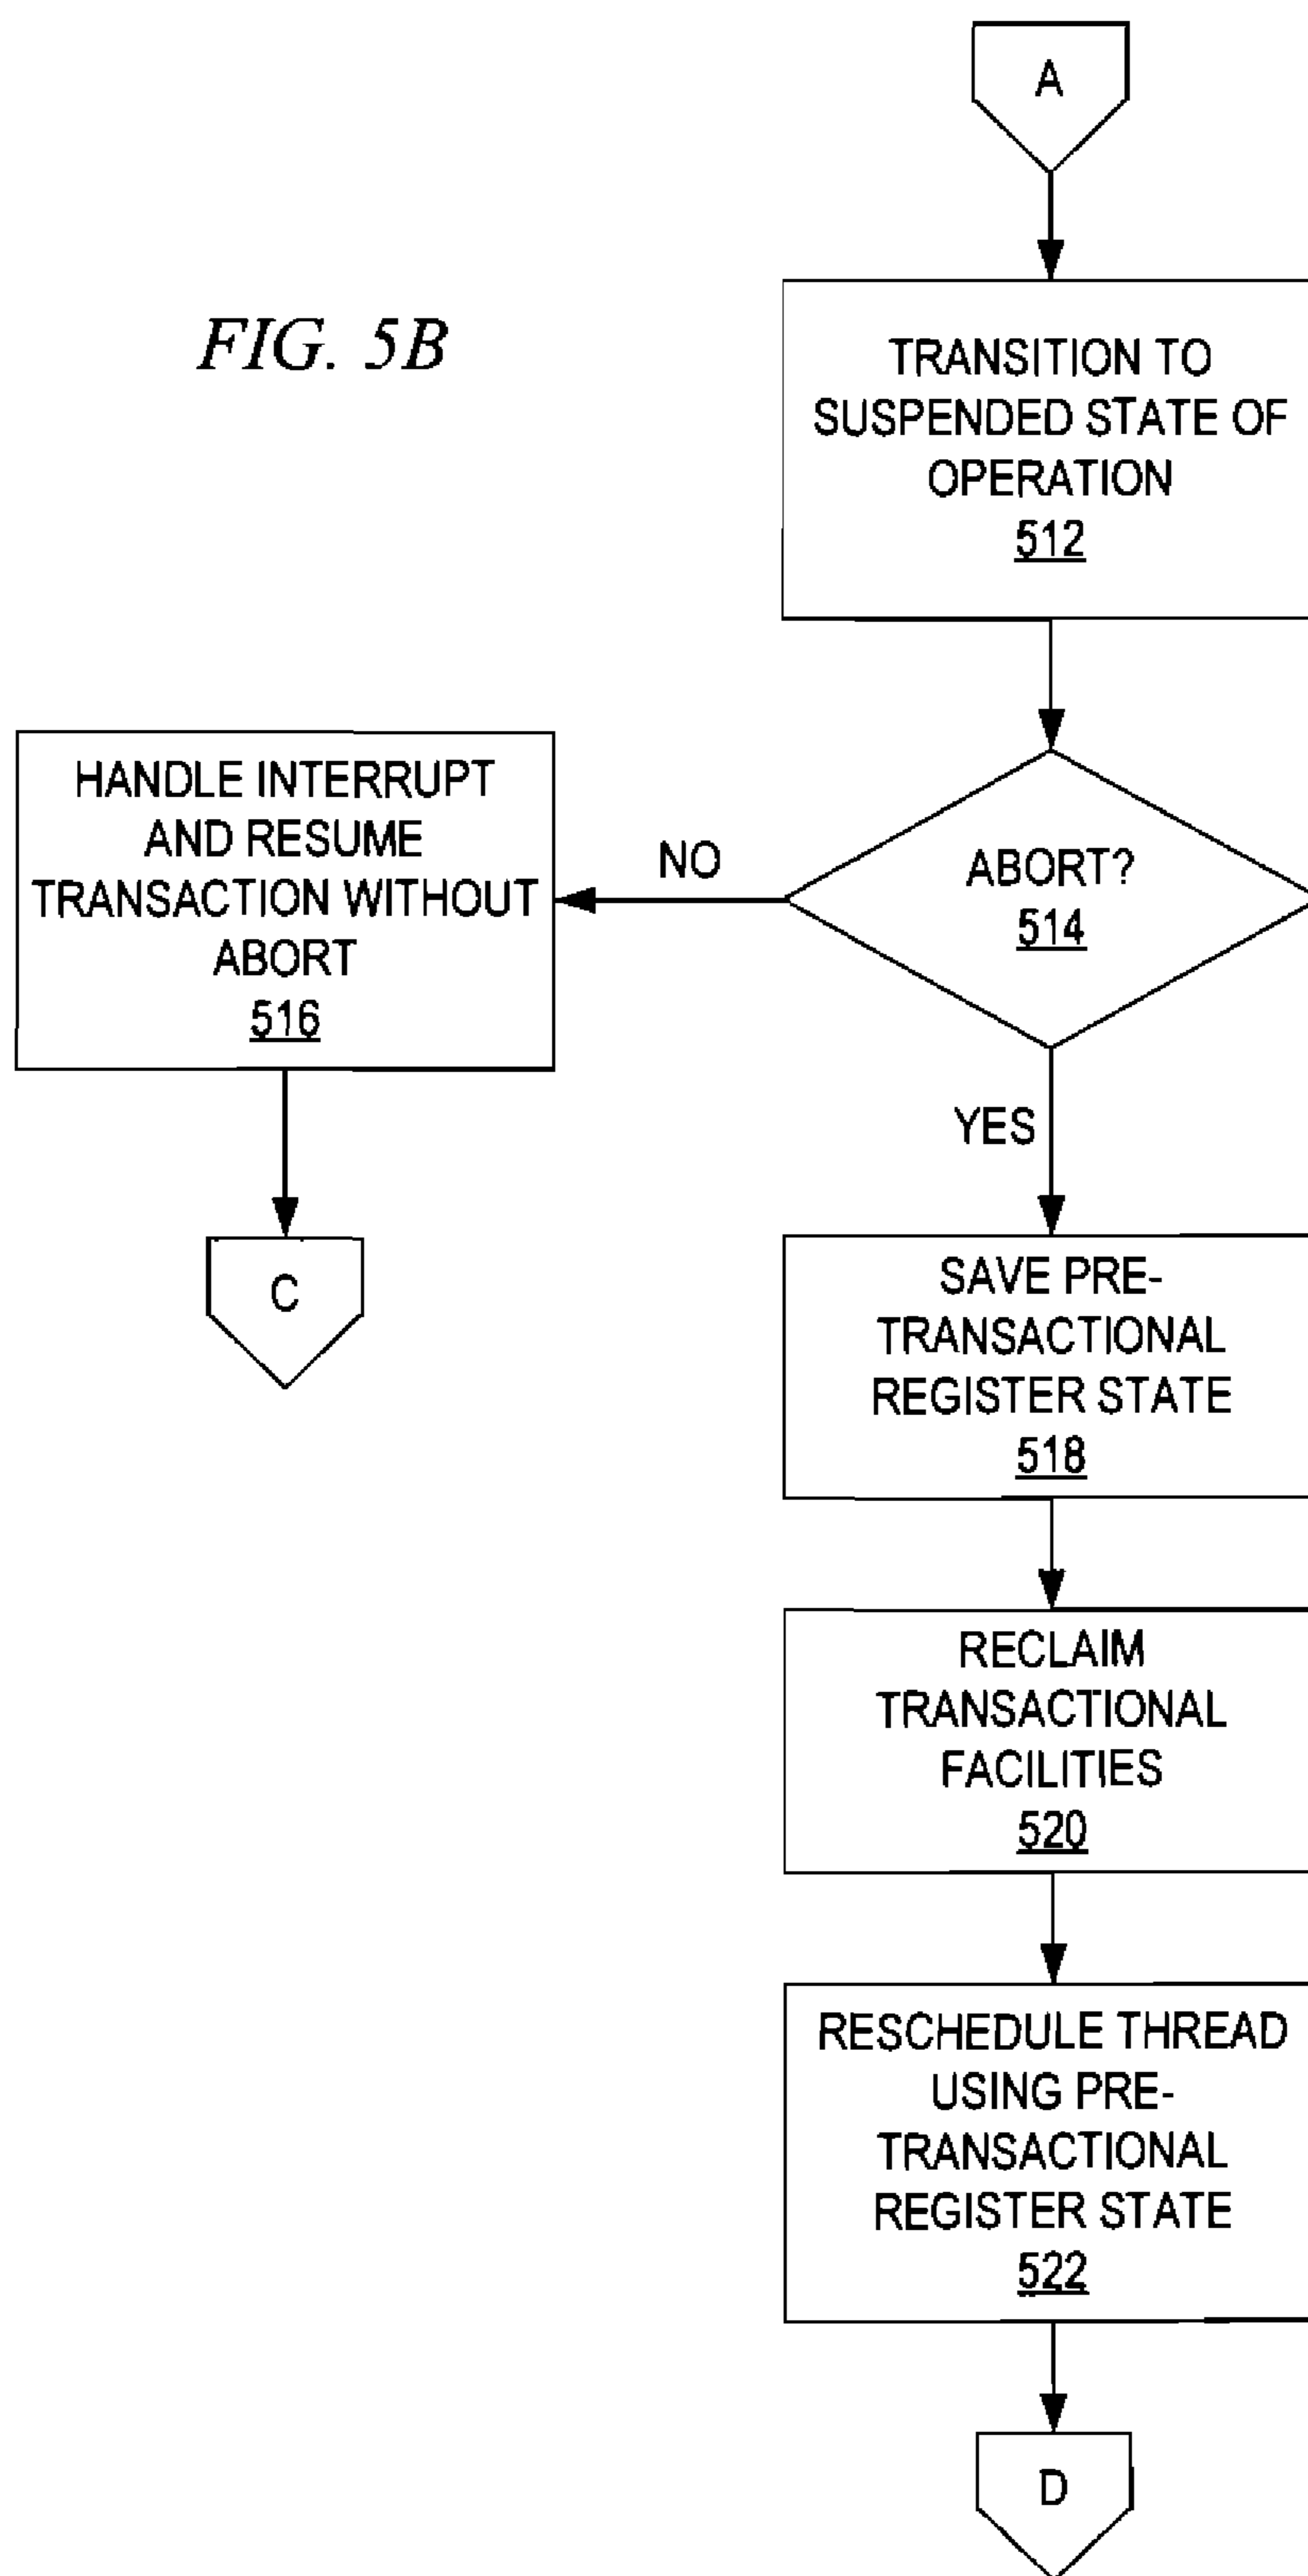 A
FIG. 5B
TRANSITION TO
SUSPENDED STATE OF
OPERATION
512
ABORT?
514
NO
HANDLE INTERRUPT
AND RESUME
TRANSACTION WITHOUT
ABORT
516
C
YES
SAVE PRE-
TRANSACTIONAL
REGISTER STATE
518
RECLAIM
TRANSACTIONAL
FACILITIES
520
RESCHEDULE THREAD
USING PRE-
TRANSACTIONAL
REGISTER STATE
522
D